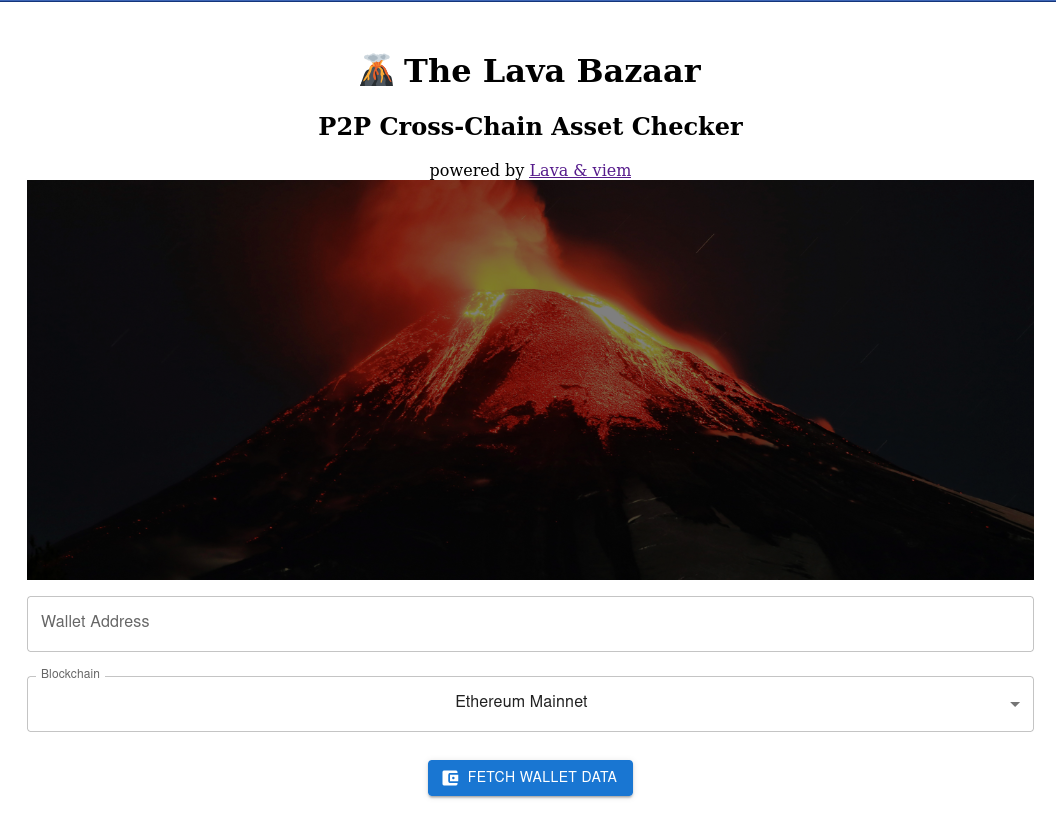 🌋 The Lava Bazaar
P2P Cross-Chain Asset Checker
powered by Lava & viem
Wallet Address
Blockchain
Ethereum Mainnet
FETCH WALLET DATA